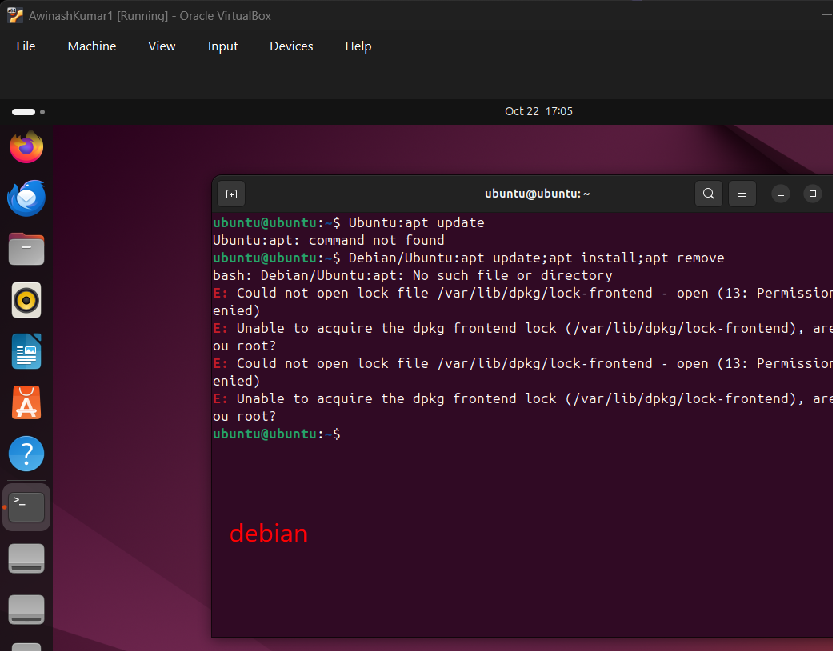 AwinashKumar1 [Running] - Oracle VirtualBox
File Machine View Input Devices Help
Oct 22 17:05
ubuntu@ubuntu: ~
ubuntu@ubuntu:~$ Ubuntu:apt update
Ubuntu:apt: command not found
ubuntu@ubuntu:~$ Debian/Ubuntu:apt update;apt install;apt remove
bash: Debian/Ubuntu:apt: No such file or directory
E: Could not open lock file /var/lib/dpkg/lock-frontend - open (13: Permission
enied)
E: Unable to acquire the dpkg frontend lock (/var/lib/dpkg/lock-frontend), are
ou root?
E: Could not open lock file /var/lib/dpkg/lock-frontend - open (13: Permission
enied)
E: Unable to acquire the dpkg frontend lock (/var/lib/dpkg/lock-frontend), are
ou root?
ubuntu@ubuntu:~$
debian